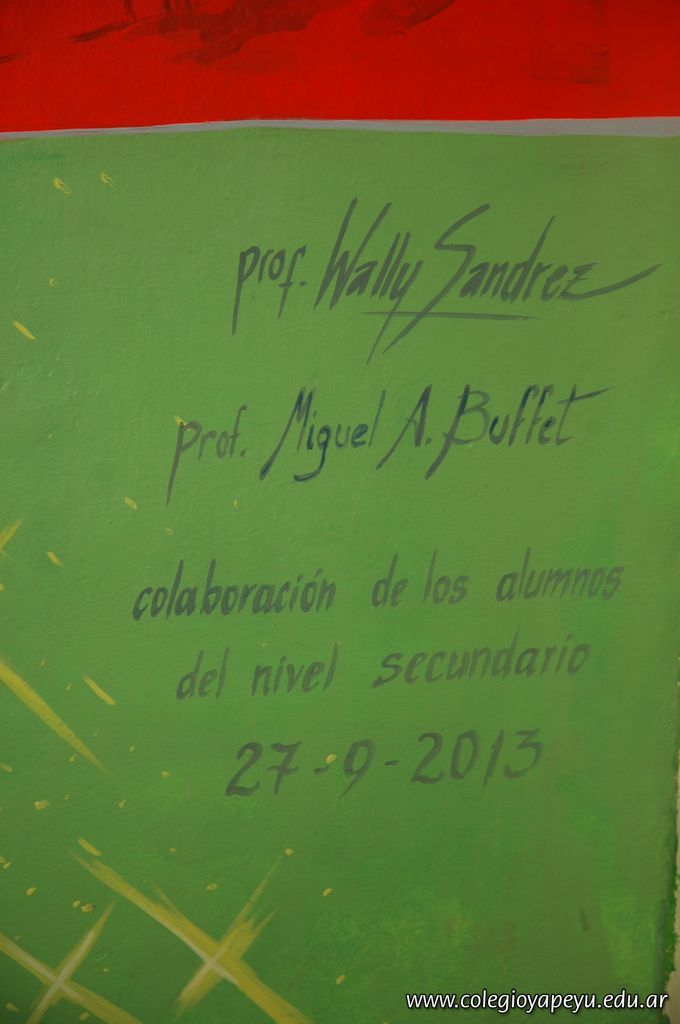 prof. Wally Sandrez
prof. Miguel A. Buffet
colaboración de los alumnos
del nivel secundario
27-9-2013
www.colegioyapeyu.edu.ar